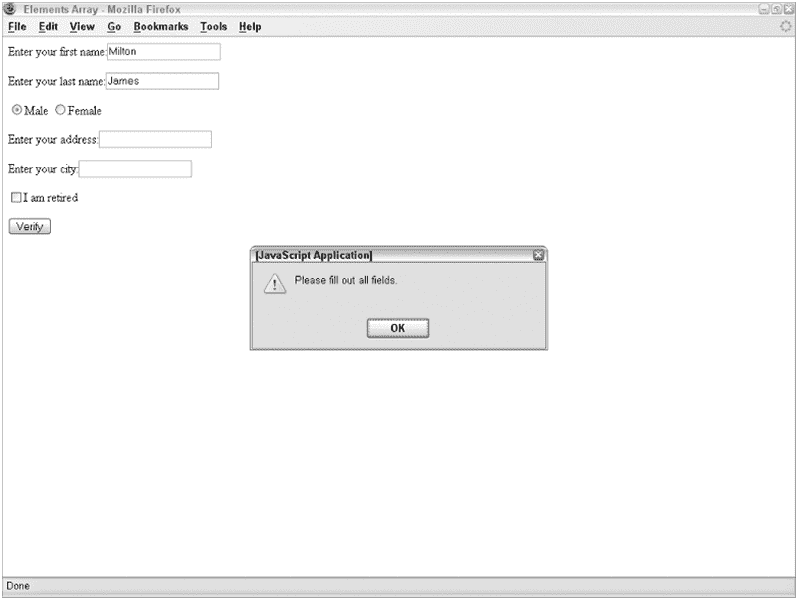 Elements Array - Mozilla Firefox
File Edit View Go Bookmarks Tools Help
Enter your first name: Milton
Enter your last name: James
Male Female
Enter your address:
Enter your city:
I am retired
Verify
[JavaScript Application]
Please fill out all fields.
OK
Done